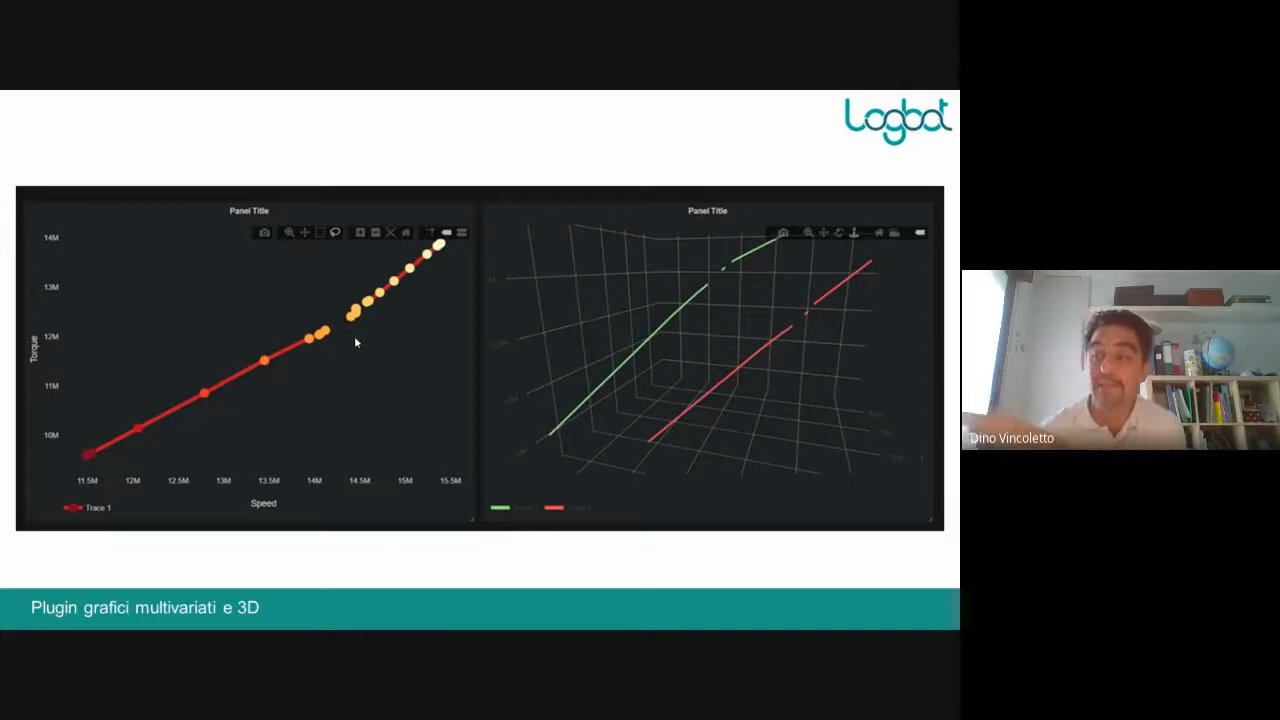 Logbot
Panel Title
14M
13M
12M
11M
10M
Torque
11.5M 12M 12.5M 13M 13.5M 14M 14.5M 15M 15.5M
Speed
Trace 1
Panel Title
Plugin grafici multivariati e 3D
Dino Vincoletto